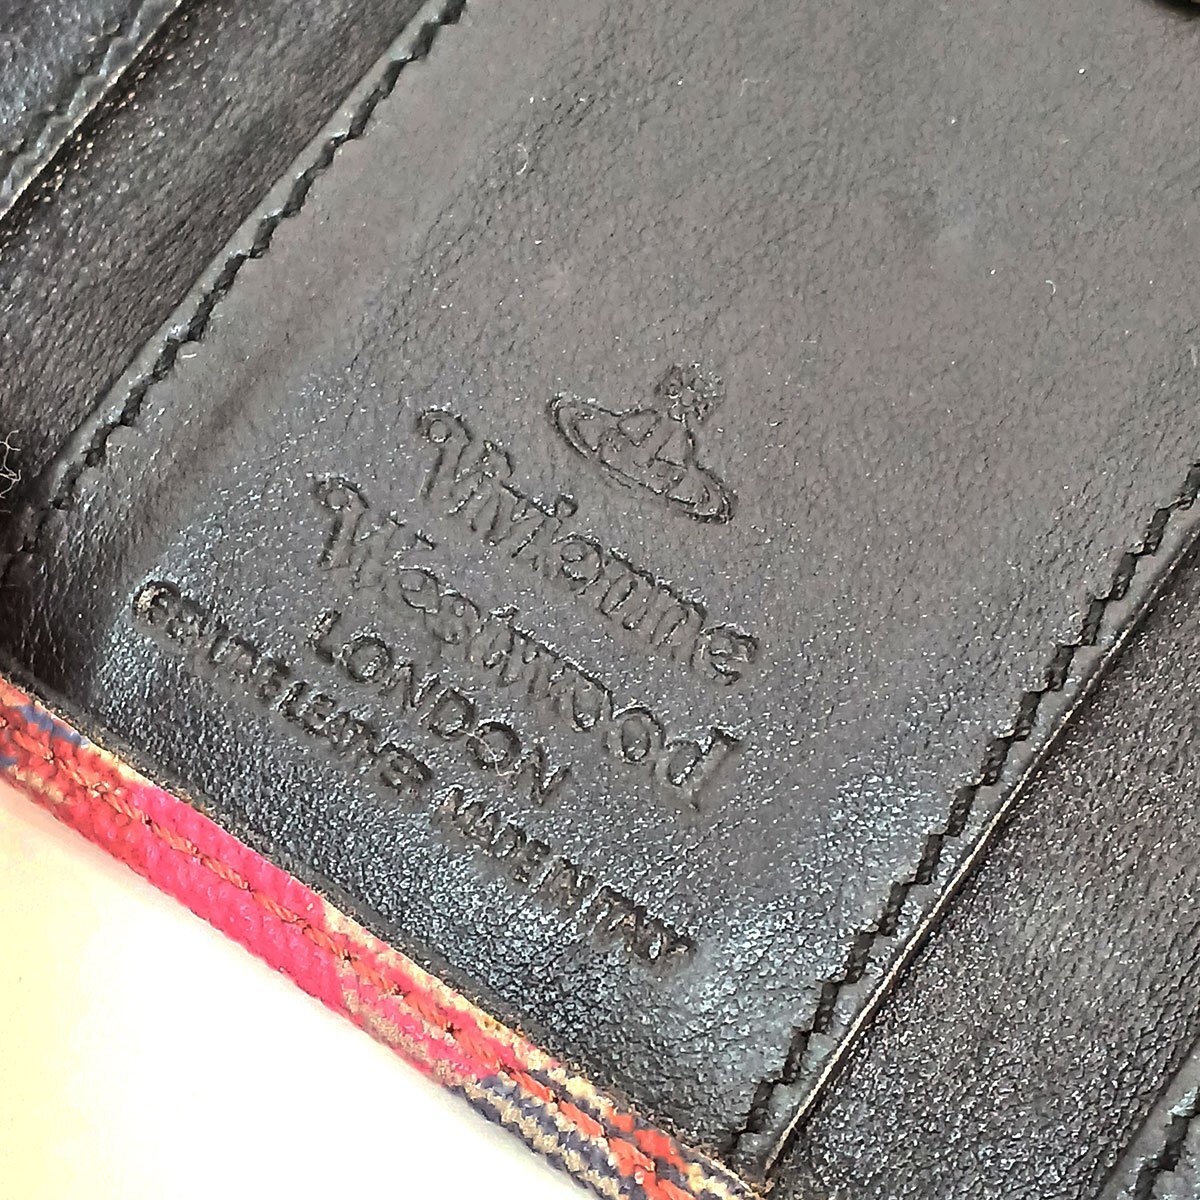 Vivienne
Westwood
LONDON
GENUINE LEATHER MADE IN ITALY